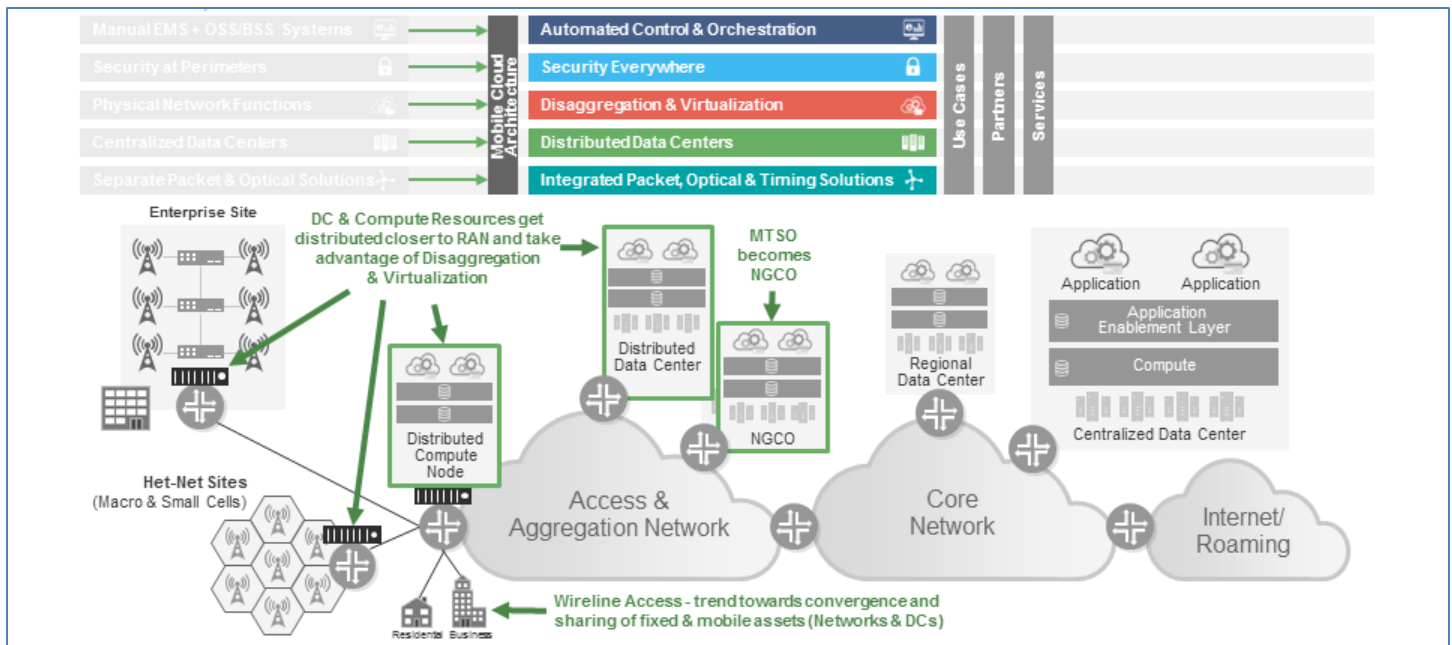 Manual EMS + OSS/BSS Systems
Security at Perimeters
Physical Network Functions
Centralized Data Centers
Separate Packet & Optical Solutions
Mobile Cloud
Architecture
Automated Control & Orchestration
Security Everywhere
Disaggregation & Virtualization
Distributed Data Centers
Integrated Packet, Optical & Timing Solutions
Use Cases
Partners
Services
Enterprise Site
DC & Compute Resources get
distributed closer to RAN and take
advantage of Disaggregation
& Virtualization
MTSO
becomes
NGCO
Distributed
Data Center
NGCO
Regional
Data Center
Application
Application
Application
Enablement Layer
Compute
Centralized Data Center
Distributed
Compute
Node
Het-Net Sites
(Macro & Small Cells)
Access &
Aggregation Network
Core
Network
Internet/
Roaming
Residental
Business
Wireline Access - trend towards convergence and
sharing of fixed & mobile assets (Networks & DCs)